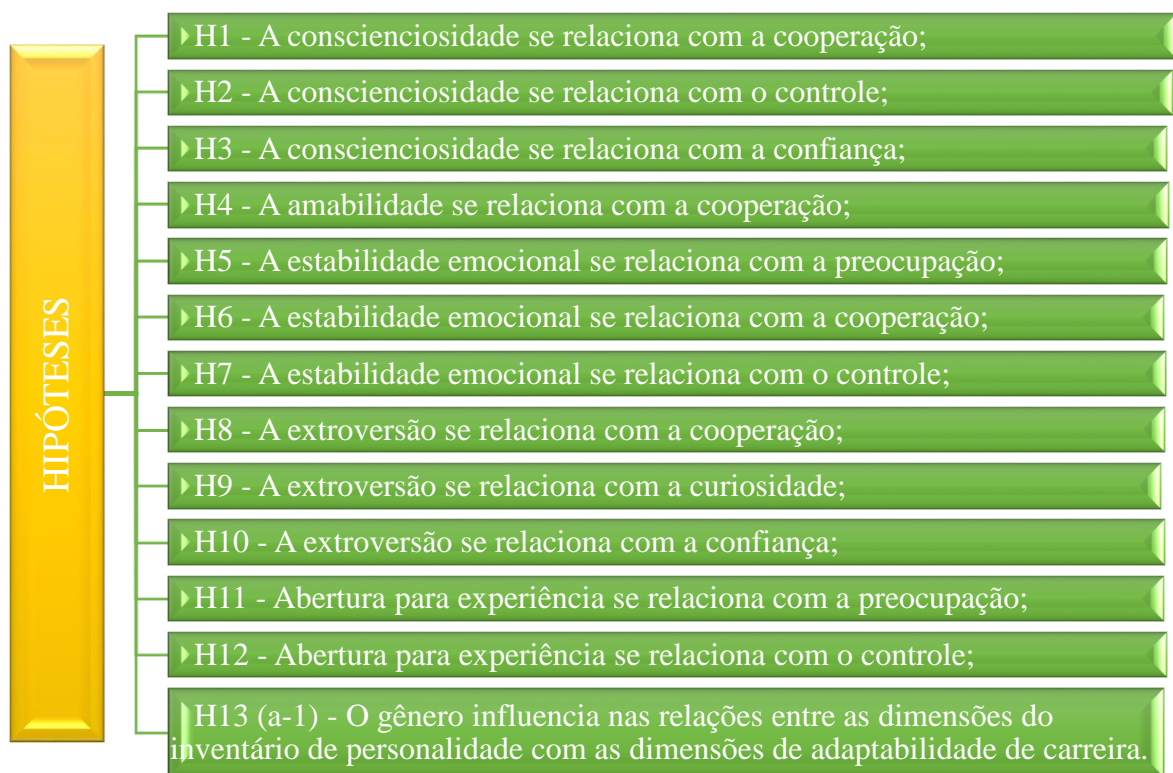 HIPÓTESES
H1 - A conscienciosidade se relaciona com a cooperação;
H2 - A conscienciosidade se relaciona com o controle;
H3 - A conscienciosidade se relaciona com a confiança;
H4 - A amabilidade se relaciona com a cooperação;
H5 - A estabilidade emocional se relaciona com a preocupação;
H6 - A estabilidade emocional se relaciona com a cooperação;
H7 - A estabilidade emocional se relaciona com o controle;
H8 - A extroversão se relaciona com a cooperação;
H9 - A extroversão se relaciona com a curiosidade;
H10 - A extroversão se relaciona com a confiança;
H11 - Abertura para experiência se relaciona com a preocupação;
H12 - Abertura para experiência se relaciona com o controle;
H13 (a-1) - O gênero influencia nas relações entre as dimensões do
inventário de personalidade com as dimensões de adaptabilidade de carreira.